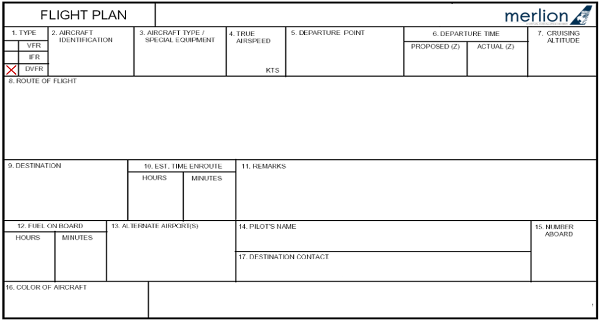 FLIGHT PLAN
merlion
1. TYPE
VFR
IFR
DVFR
2. AIRCRAFT
IDENTIFICATION
3. AIRCRAFT TYPE /
SPECIAL EQUIPMENT
4. TRUE
AIRSPEED
KTS
5. DEPARTURE POINT
6. DEPARTURE TIME
PROPOSED (Z)
ACTUAL (Z)
7. CRUISING
ALTITUDE
8. ROUTE OF FLIGHT
9. DESTINATION
10. EST. TIME ENROUTE
HOURS
MINUTES
11. REMARKS
12. FUEL ON BOARD
HOURS
MINUTES
13. ALTERNATE AIRPORT(S)
14. PILOT'S NAME
17. DESTINATION CONTACT
15. NUMBER
ABOARD
16. COLOR OF AIRCRAFT